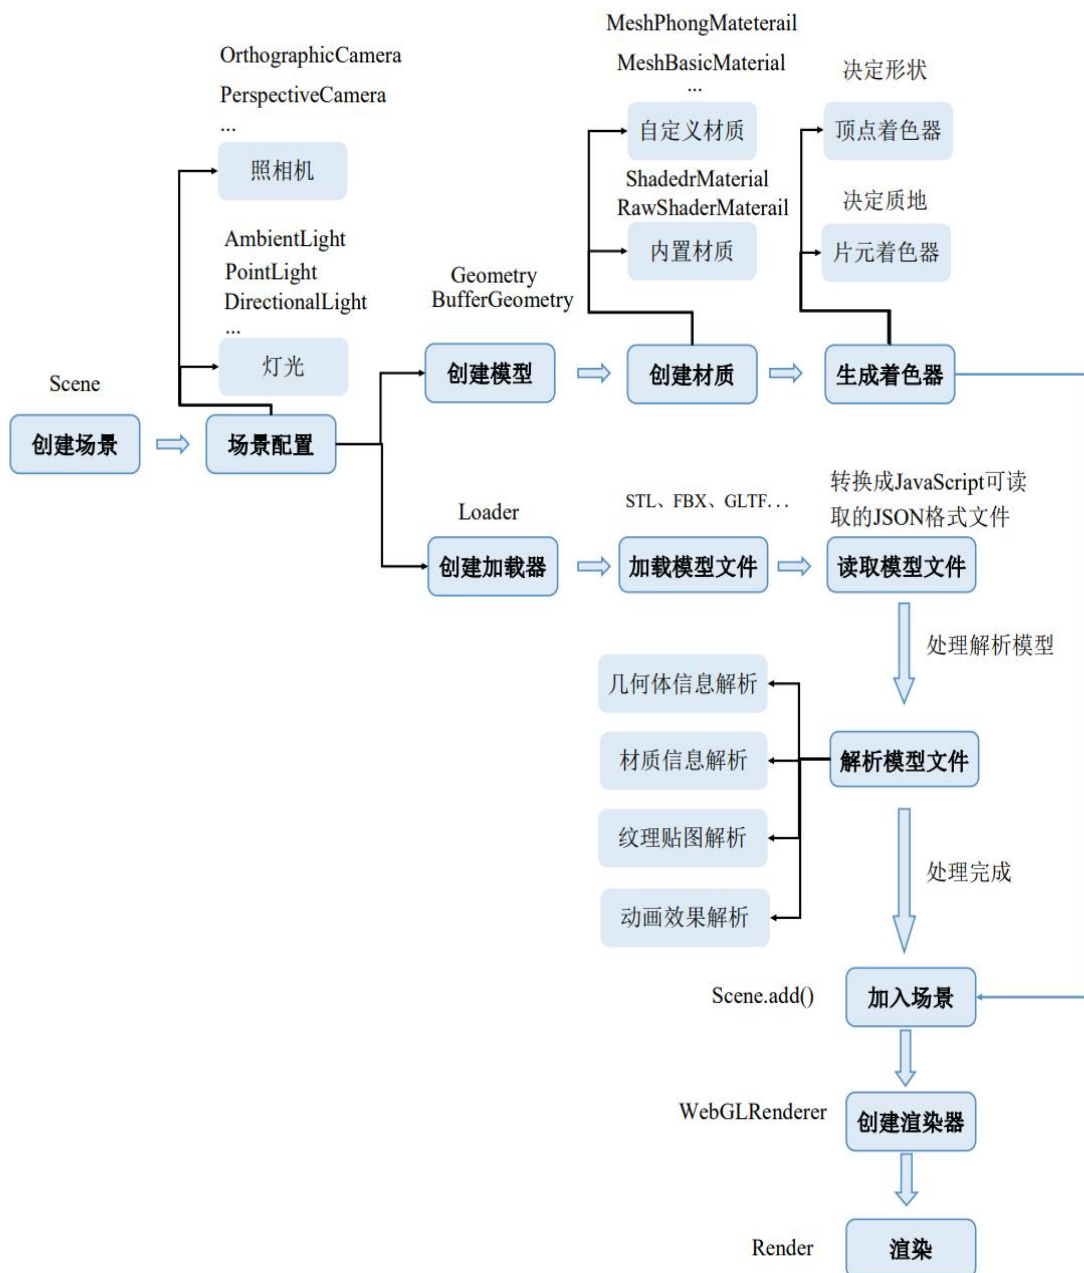 MeshPhongMateterail
OrthographicCamera
MeshBasicMaterial
...
决定形状
PerspectiveCamera
...
自定义材质
顶点着色器
照相机
ShadedrMaterial
RawShaderMaterail
决定质地
AmbientLight
PointLight
DirectionalLight
...
内置材质
片元着色器
Geometry
BufferGeometry
灯光
创建模型
创建材质
生成着色器
Scene
创建场景
场景配置
Loader
STL、FBX、GLTF...
转换成JavaScript可读
取的JSON格式文件
创建加载器
加载模型文件
读取模型文件
处理解析模型
几何体信息解析
材质信息解析
解析模型文件
纹理贴图解析
处理完成
动画效果解析
Scene.add()
加入场景
WebGLRenderer
创建渲染器
Render
渲染